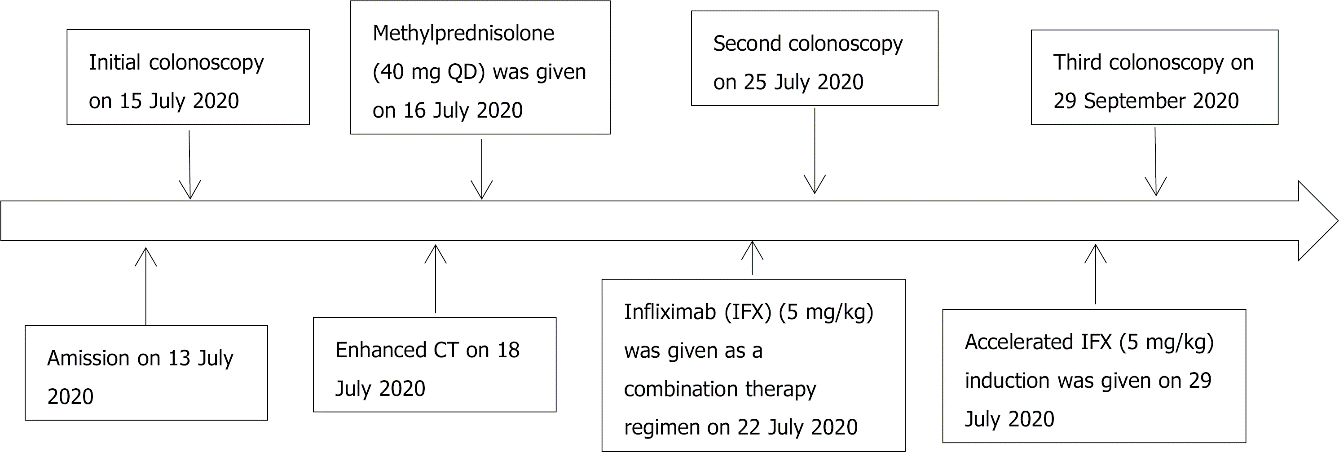 Initial colonoscopy
on 15 July 2020
Methylprednisolone
(40 mg QD) was given
on 16 July 2020
Second colonoscopy
on 25 July 2020
Third colonoscopy on
29 September 2020
Amission on 13 July
2020
Enhanced CT on 18
July 2020
Infliximab (IFX) (5 mg/kg)
was given as a
combination therapy
regimen on 22 July 2020
Accelerated IFX (5 mg/kg)
induction was given on 29
July 2020